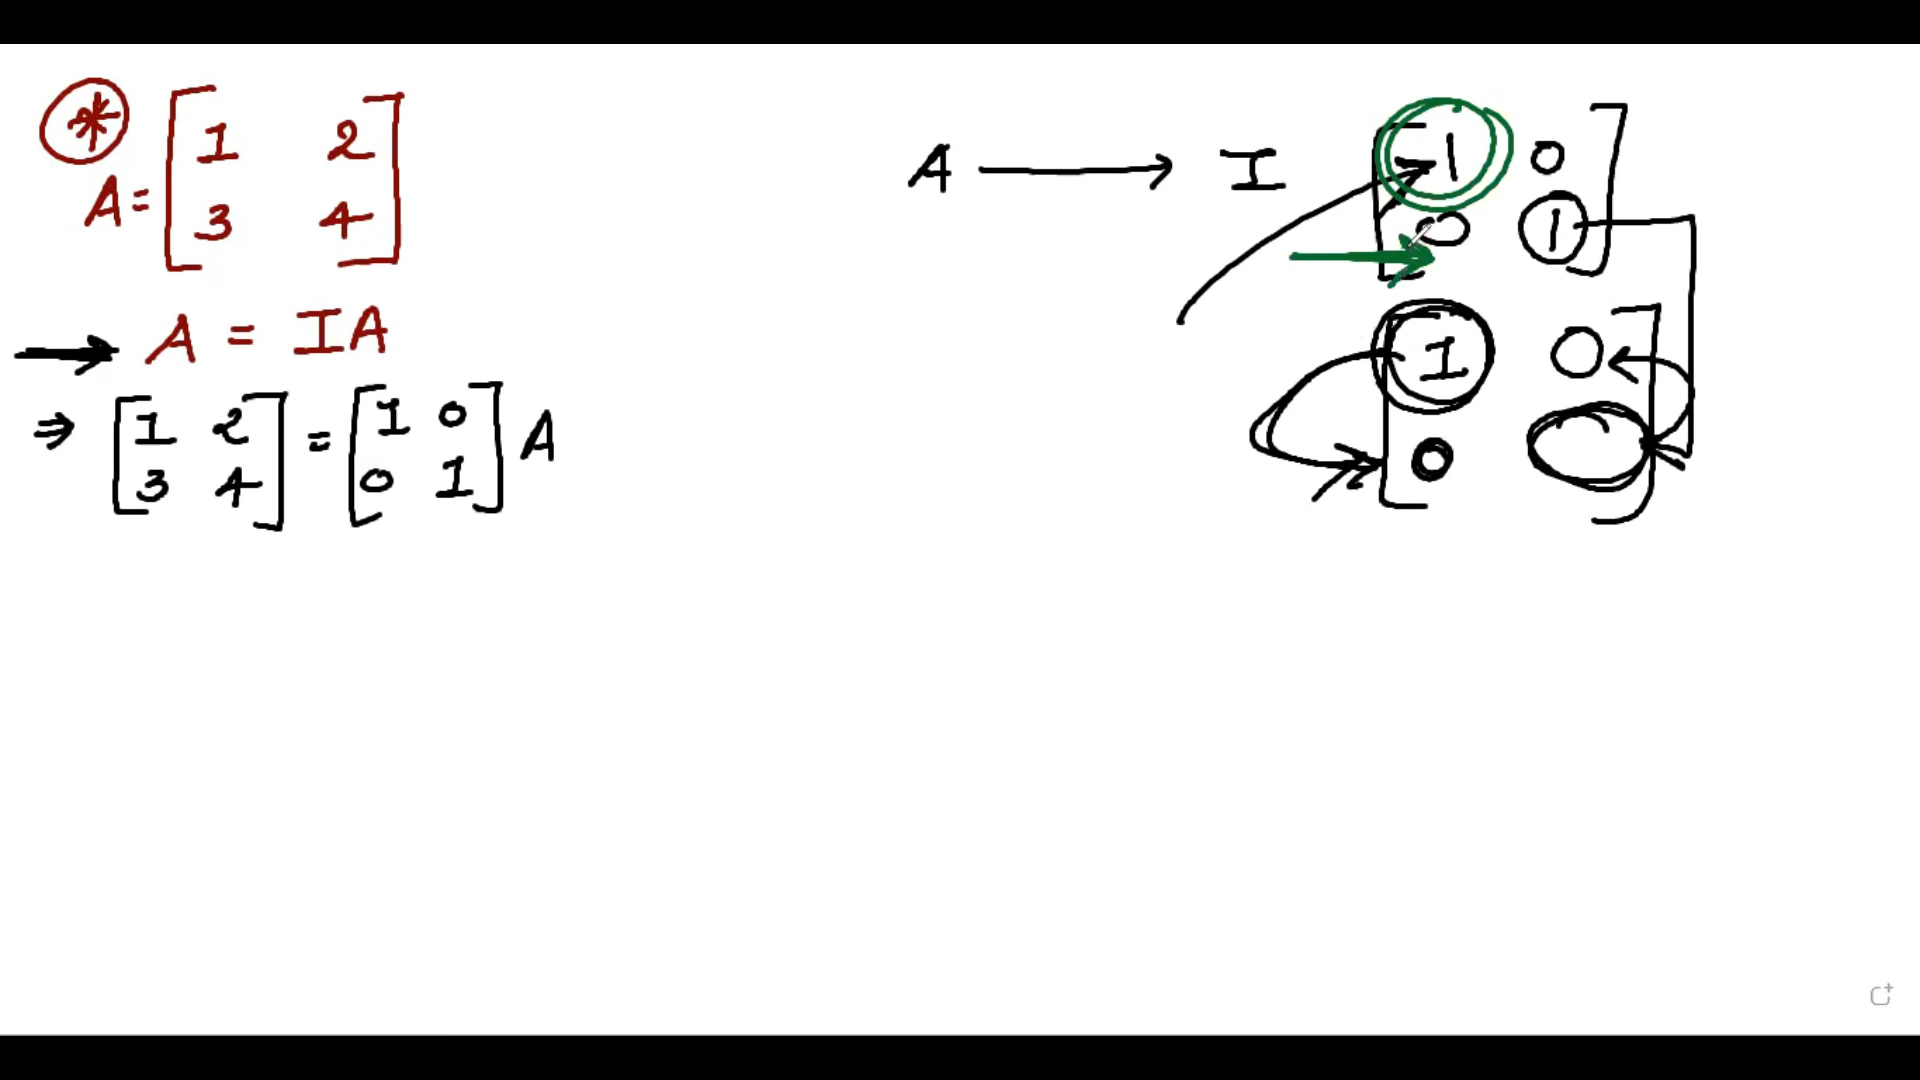 *
A = [1 2
3 4]
A = IA
⇒ [1 2
3 4] = [1 0
0 1] A
A → I [1 0
0 1]
[1 0
0 ]